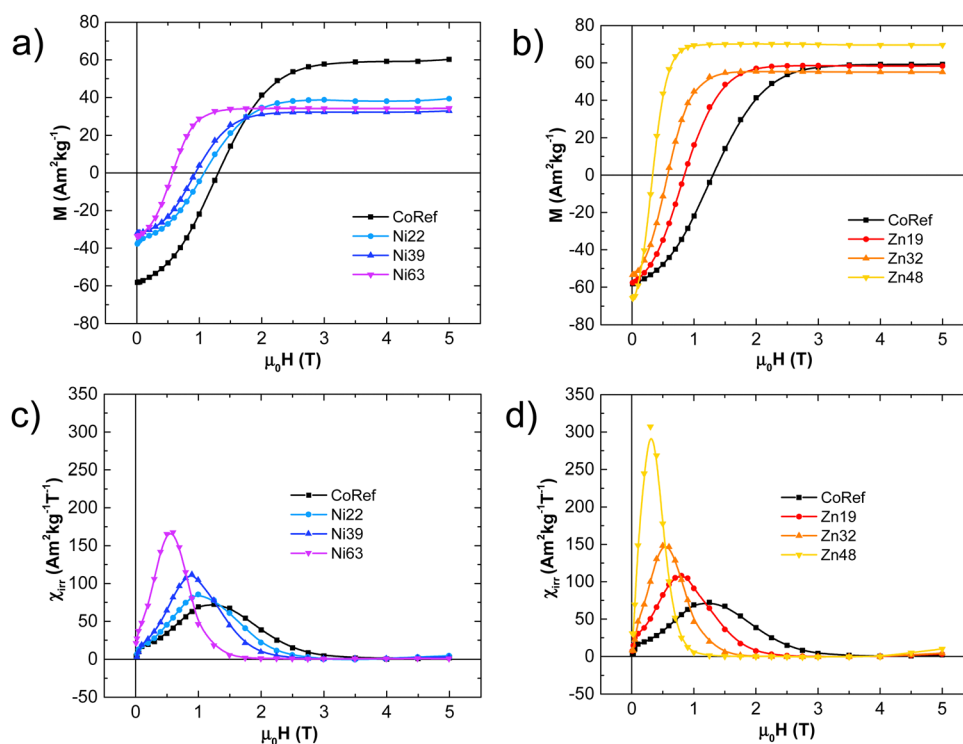 a)
80
60
40
20
0
-20
-40
-60
-80
M (Am²kg⁻¹)
CoRef
Ni22
Ni39
Ni63
0 1 2 3 4 5
μ₀H (T)
b)
80
60
40
20
0
-20
-40
-60
-80
M (Am²kg⁻¹)
CoRef
Zn19
Zn32
Zn48
0 1 2 3 4 5
μ₀H (T)
c)
350
300
250
200
150
100
50
0
-50
χᵢᵣᵣ (Am²kg⁻¹T⁻¹)
CoRef
Ni22
Ni39
Ni63
0 1 2 3 4 5
μ₀H (T)
d)
350
300
250
200
150
100
50
0
-50
χᵢᵣᵣ (Am²kg⁻¹T⁻¹)
CoRef
Zn19
Zn32
Zn48
0 1 2 3 4 5
μ₀H (T)